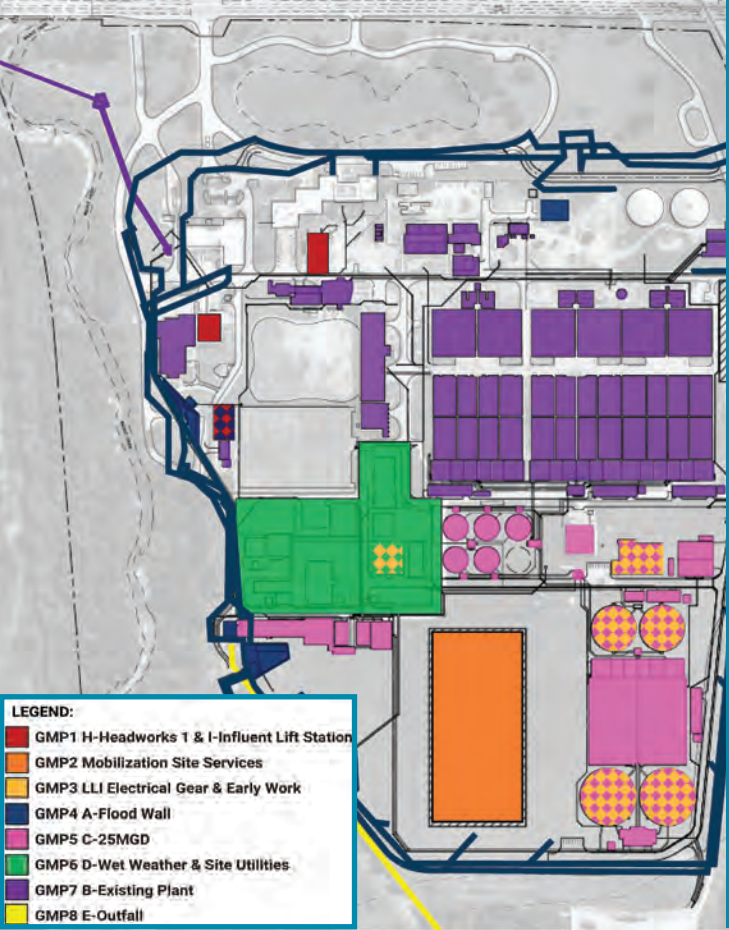 LEGEND:
GMP1 H-Headworks 1 & I-Influent Lift Station
GMP2 Mobilization Site Services
GMP3 LLI Electrical Gear & Early Work
GMP4 A-Flood Wall
GMP5 C-25MGD
GMP6 D-Wet Weather & Site Utilities
GMP7 B-Existing Plant
GMP8 E-Outfall